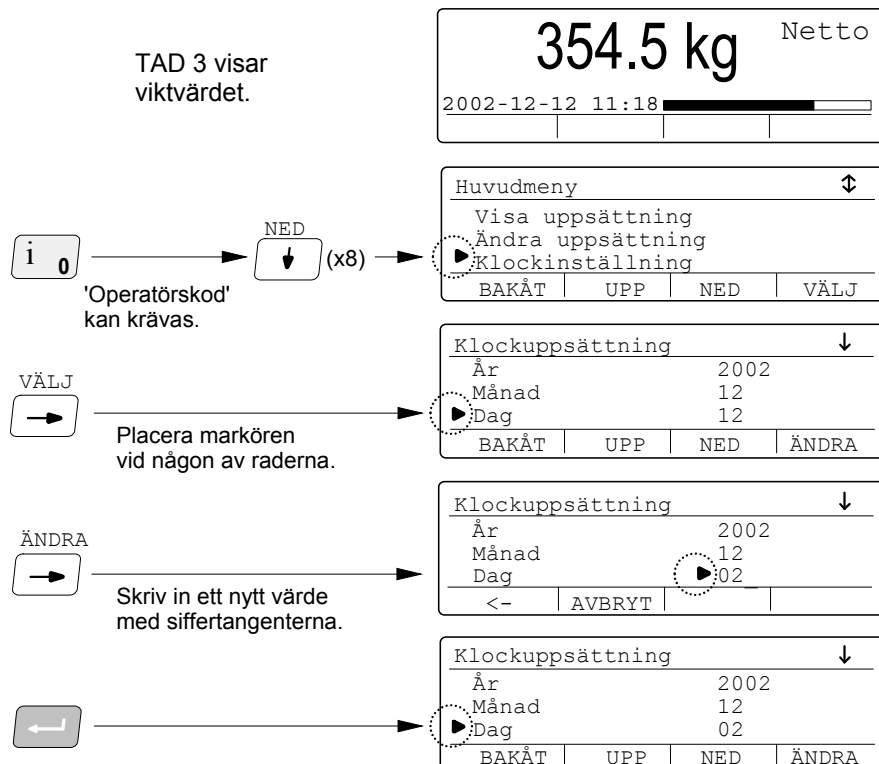 TAD 3 visar
viktvärdet.
354.5 kg Netto
2002-12-12 11:18
i 0
'Operatörskod'
kan krävas.
NED
(x8)
Huvudmeny
Visa uppsättning
Ändra uppsättning
Klockinställning
BAKÅT UPP NED VÄLJ
VÄLJ
Placera markören
vid någon av raderna.
Klockuppsättning ↓
År 2002
Månad 12
Dag 12
BAKÅT UPP NED ÄNDRA
ÄNDRA
Skriv in ett nytt värde
med siffertangenterna.
Klockuppsättning ↓
År 2002
Månad 12
Dag 02_
<- AVBRYT
Klockuppsättning ↓
År 2002
Månad 12
Dag 02
BAKÅT UPP NED ÄNDRA